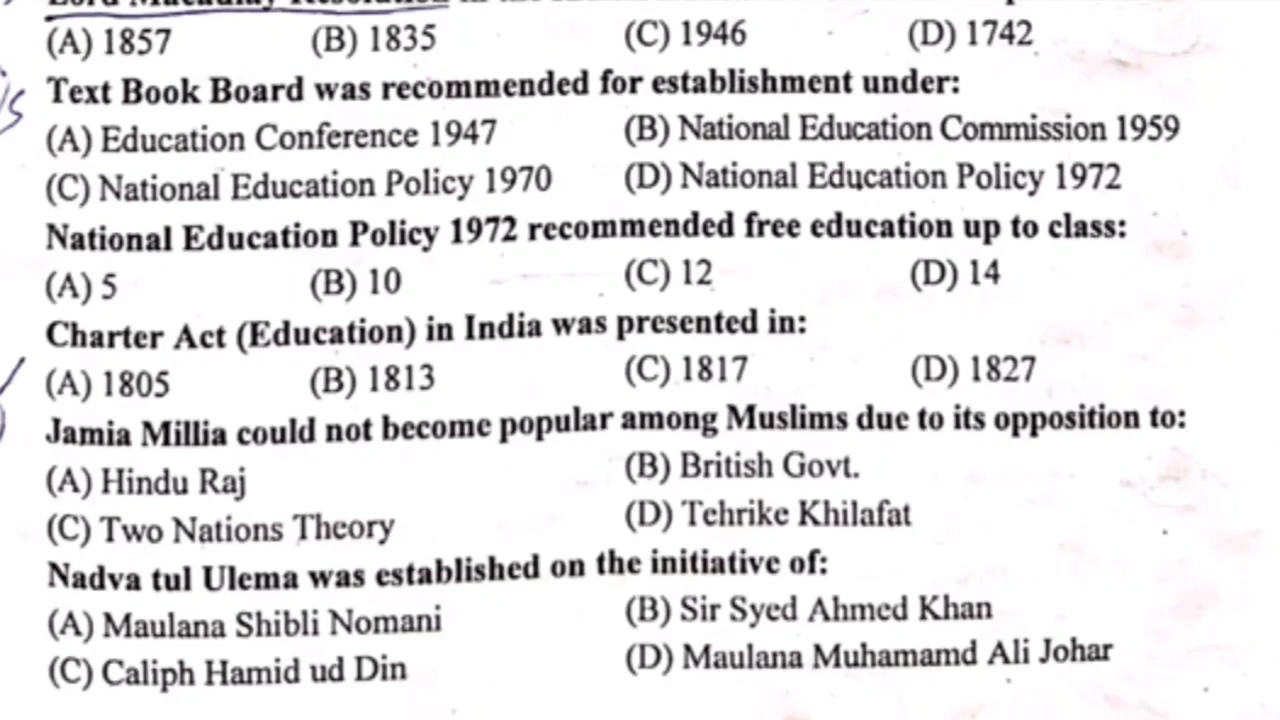 Lord Macaulay Resolution in the
(A) 1857 (B) 1835 (C) 1946 (D) 1742
Text Book Board was recommended for establishment under:
(A) Education Conference 1947 (B) National Education Commission 1959
(C) National Education Policy 1970 (D) National Education Policy 1972
National Education Policy 1972 recommended free education up to class:
(A) 5 (B) 10 (C) 12 (D) 14
Charter Act (Education) in India was presented in:
(A) 1805 (B) 1813 (C) 1817 (D) 1827
Jamia Millia could not become popular among Muslims due to its opposition to:
(A) Hindu Raj (B) British Govt.
(C) Two Nations Theory (D) Tehrike Khilafat
Nadva tul Ulema was established on the initiative of:
(A) Maulana Shibli Nomani (B) Sir Syed Ahmed Khan
(C) Caliph Hamid ud Din (D) Maulana Muhamamd Ali Johar